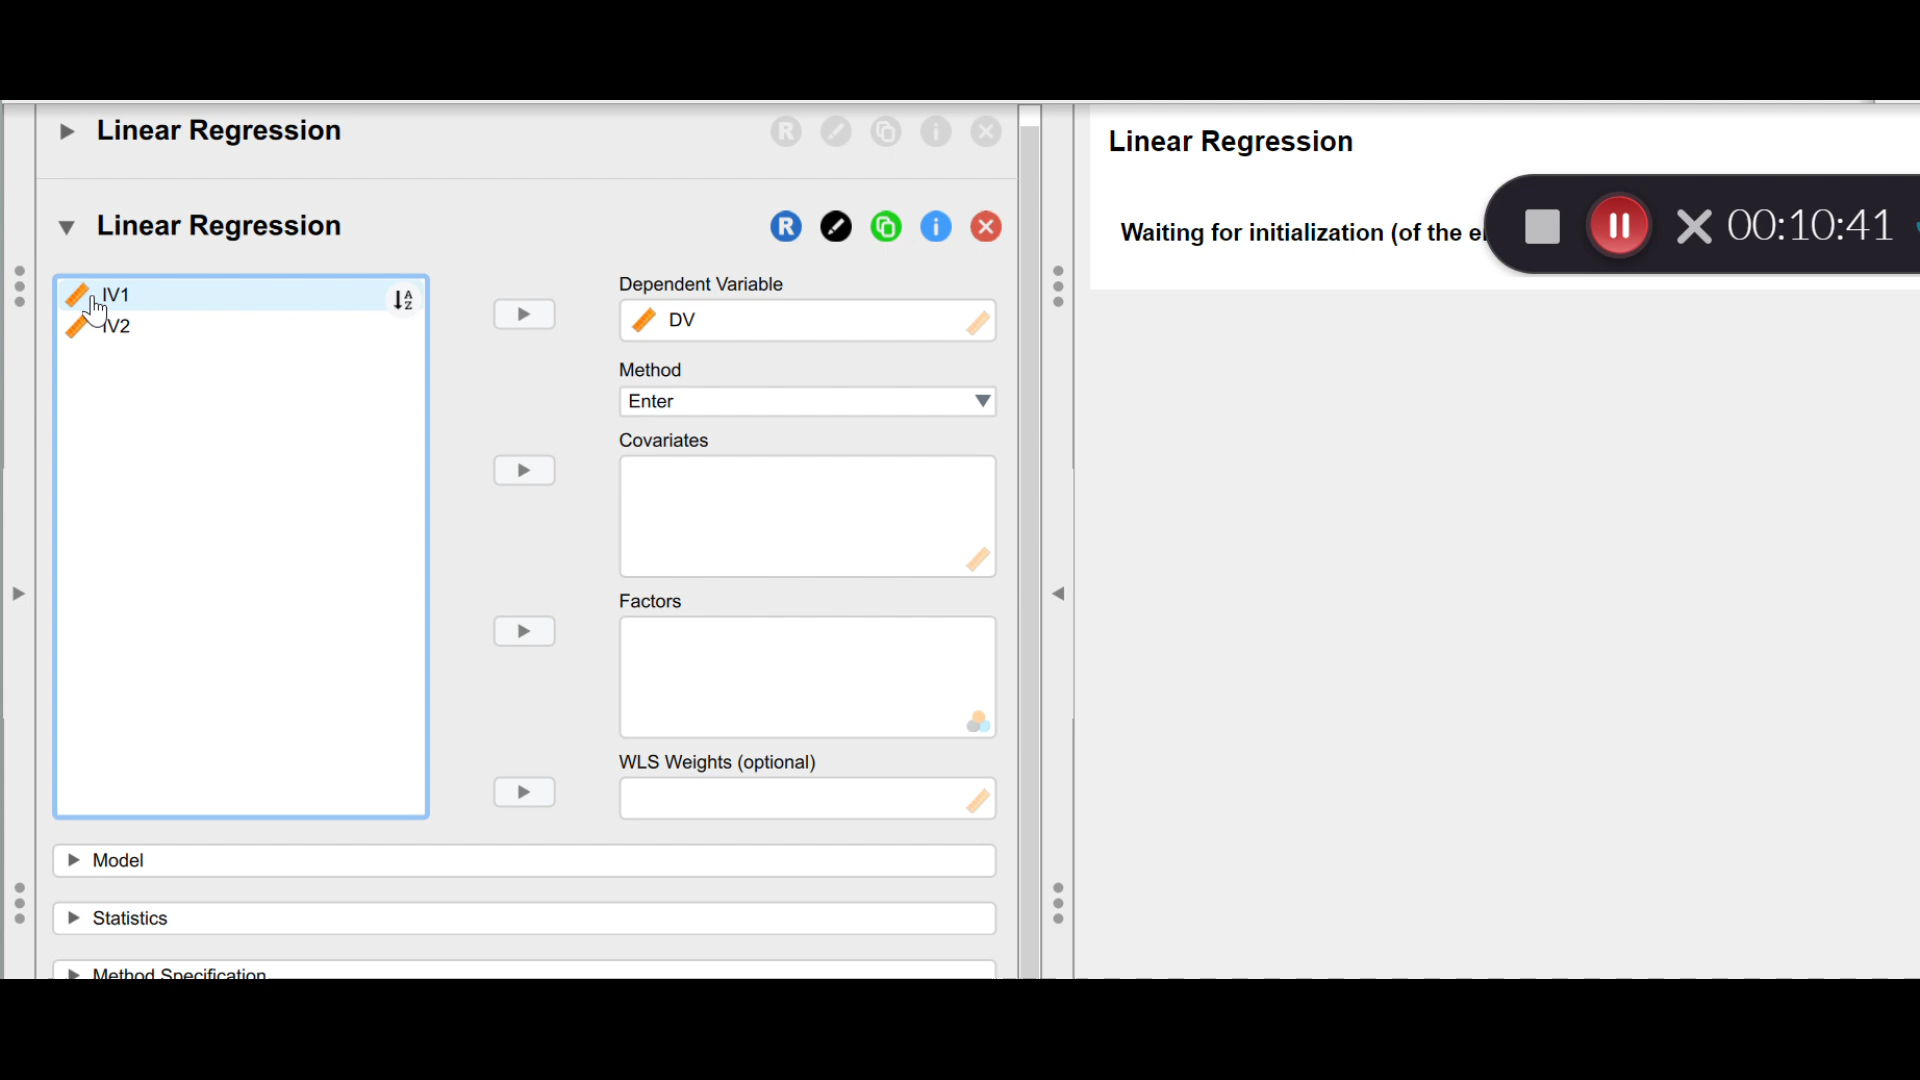 Linear Regression
R
i
Linear Regression
R
i
IV1
A
Z
IV2
Dependent Variable
DV
Method
Enter
Covariates
Factors
WLS Weights (optional)
Model
Statistics
Method Specification
Linear Regression
Waiting for initialization (of the
00:10:41